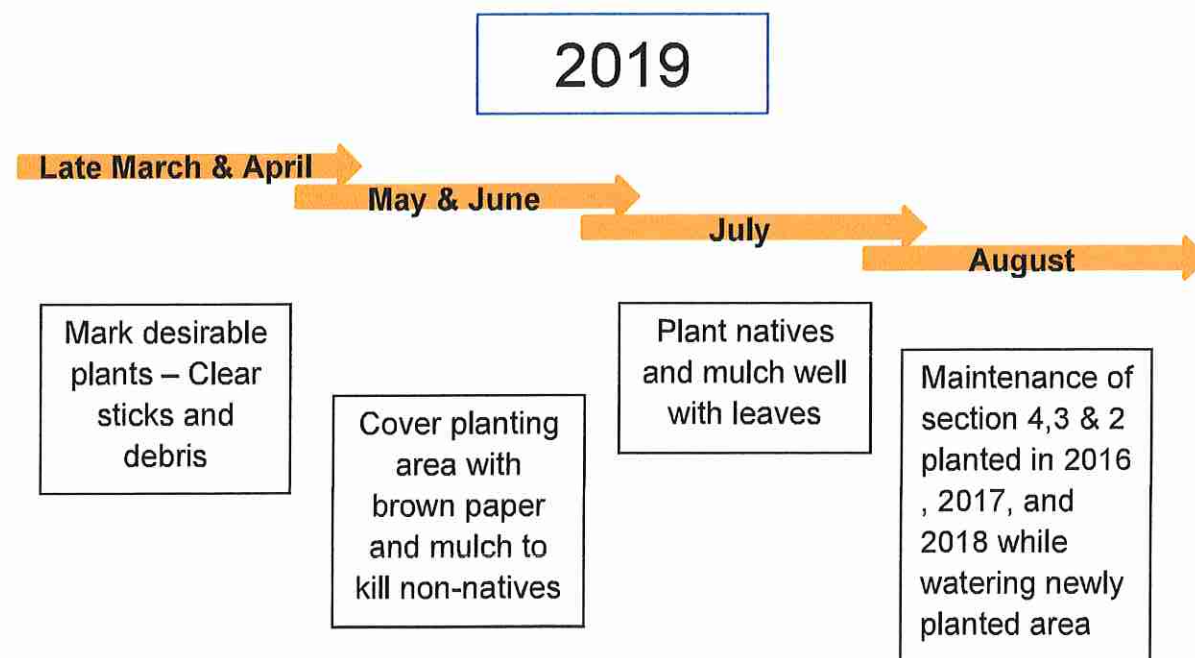 2019
Late March & April
May & June
July
August
Mark desirable
plants – Clear
sticks and
debris
Cover planting
area with
brown paper
and mulch to
kill non-natives
Plant natives
and mulch well
with leaves
Maintenance of
section 4,3 & 2
planted in 2016
, 2017, and
2018 while
watering newly
planted area